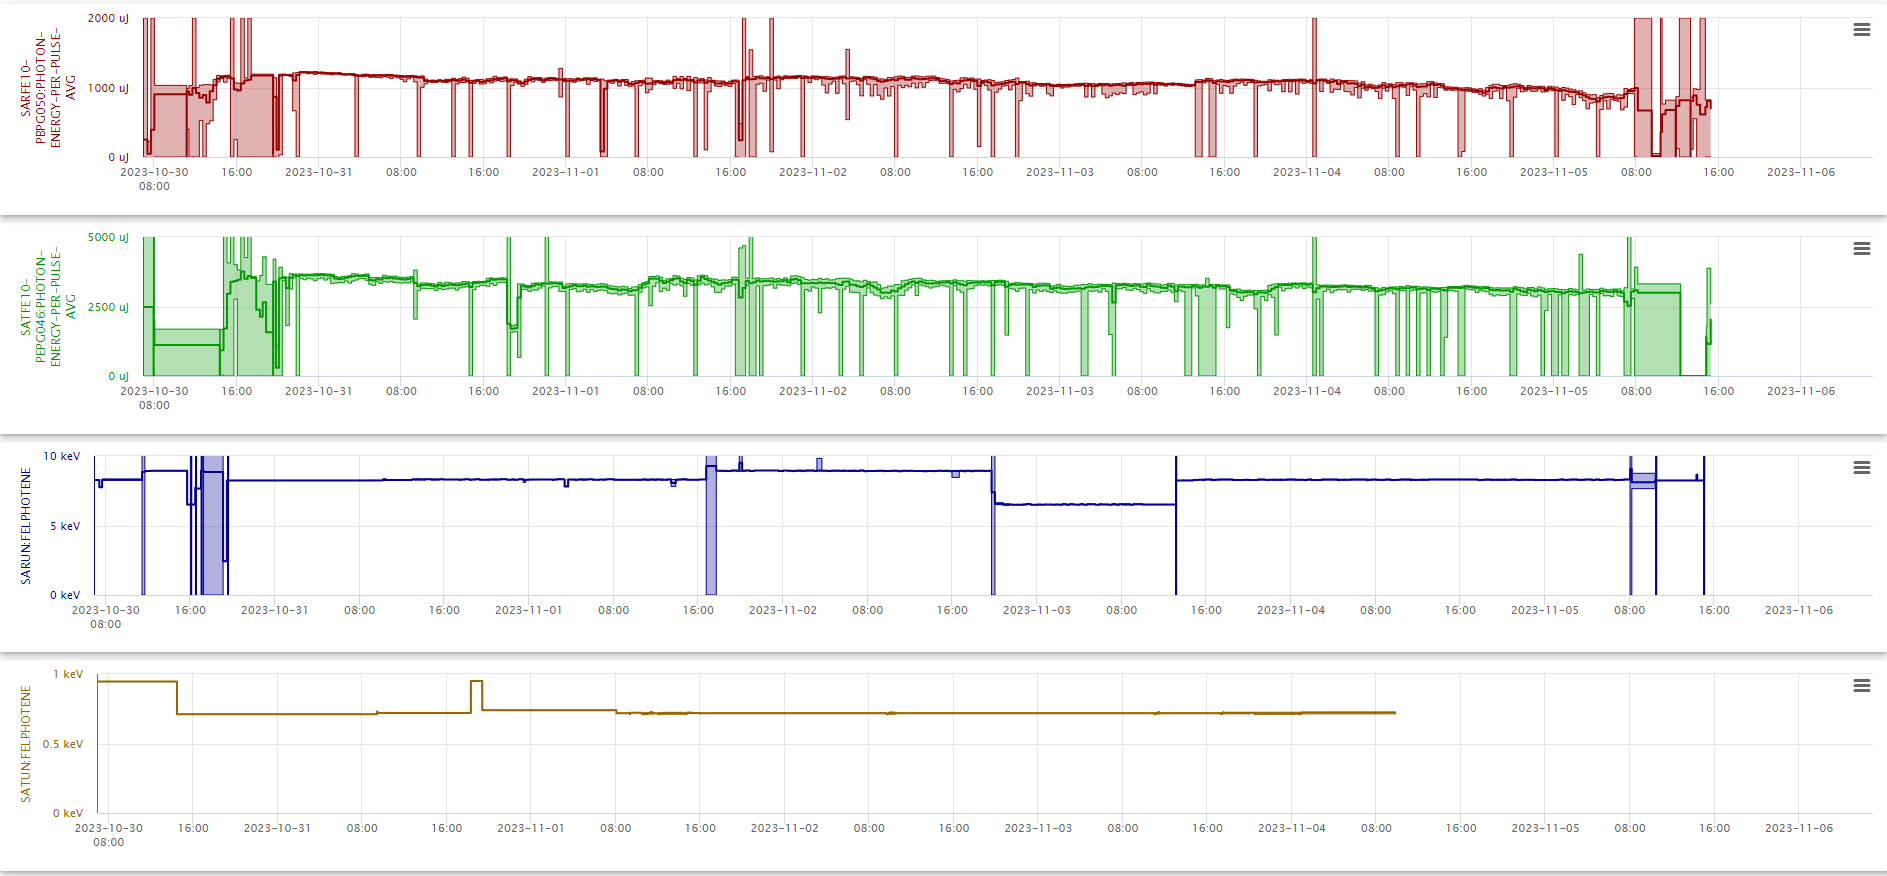 SARFE10-
PBPG050:PHOTON-
ENERGY-PER-PULSE-
AVG
2000 uJ
1000 uJ
0 uJ
2023-10-30 16:00 2023-10-31 08:00 16:00 2023-11-01 08:00 16:00 2023-11-02 08:00 16:00 2023-11-03 08:00 16:00 2023-11-04 08:00 16:00 2023-11-05 08:00 16:00 2023-11-06
08:00
SATFE10-
PEPG046:PHOTON-
ENERGY-PER-PULSE-
AVG
5000 uJ
2500 uJ
0 uJ
2023-10-30 16:00 2023-10-31 08:00 16:00 2023-11-01 08:00 16:00 2023-11-02 08:00 16:00 2023-11-03 08:00 16:00 2023-11-04 08:00 16:00 2023-11-05 08:00 16:00 2023-11-06
08:00
SARUN:FELPHOTENE
10 keV
5 keV
0 keV
2023-10-30 16:00 2023-10-31 08:00 16:00 2023-11-01 08:00 16:00 2023-11-02 08:00 16:00 2023-11-03 08:00 16:00 2023-11-04 08:00 16:00 2023-11-05 08:00 16:00 2023-11-06
08:00
SATUN:FELPHOTENE
1 keV
0.5 keV
0 keV
2023-10-30 16:00 2023-10-31 08:00 16:00 2023-11-01 08:00 16:00 2023-11-02 08:00 16:00 2023-11-03 08:00 16:00 2023-11-04 08:00 16:00 2023-11-05 08:00 16:00 2023-11-06
08:00